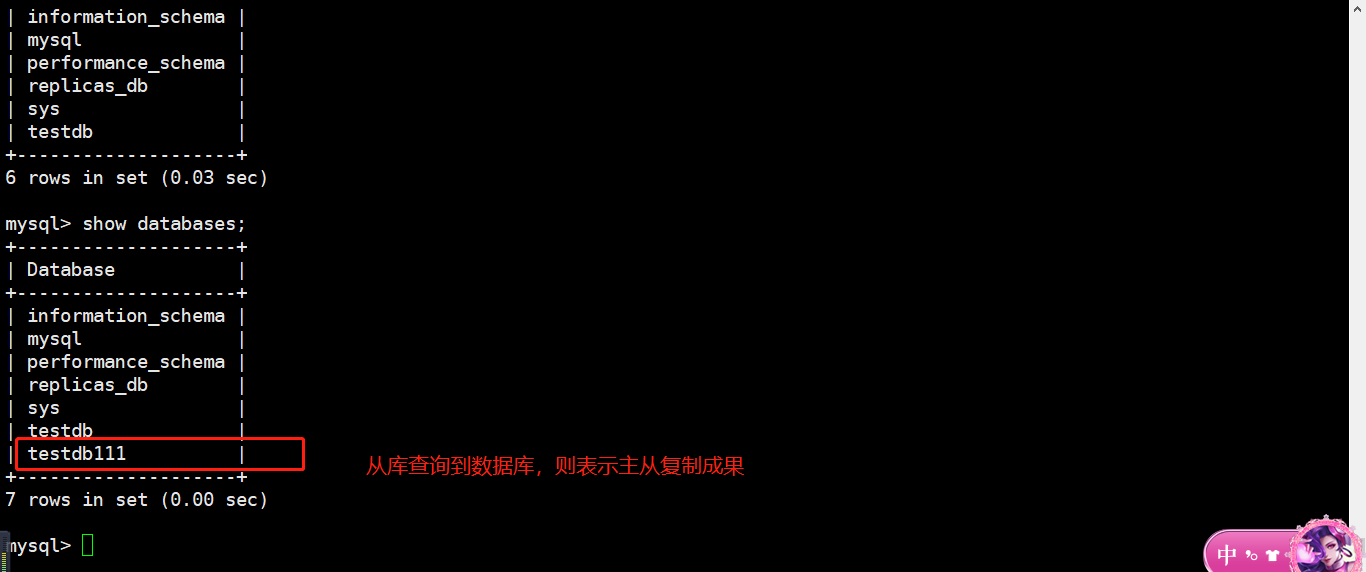 | information_schema |
| mysql              |
| performance_schema |
| replicas_db        |
| sys                |
| testdb             |
+--------------------+
6 rows in set (0.03 sec)
mysql> show databases;
+--------------------+
| Database           |
+--------------------+
| information_schema |
| mysql              |
| performance_schema |
| replicas_db        |
| sys                |
| testdb             |
| testdb111          |
+--------------------+
从库查询到数据库，则表示主从复制成果
7 rows in set (0.00 sec)
mysql>
中